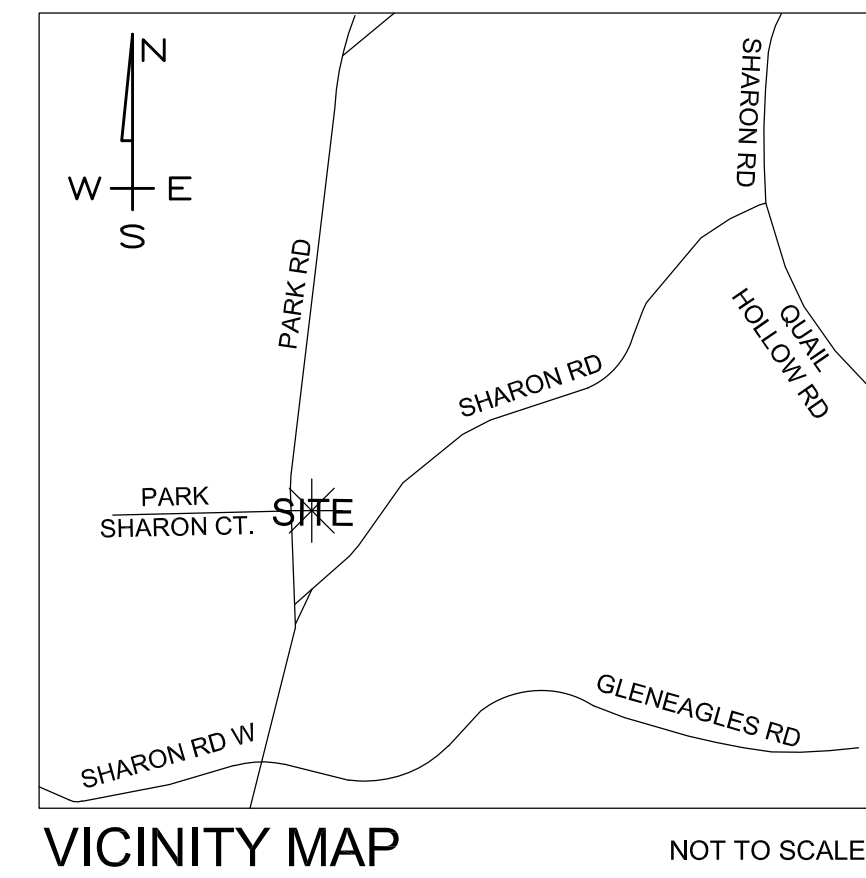 N
W E
S
SHARON RD
PARK RD
QUAIL
HOLLOW RD
SHARON RD
PARK
SHARON CT.
SITE
GLENEAGLES RD
SHARON RD W
VICINITY MAP
NOT TO SCALE